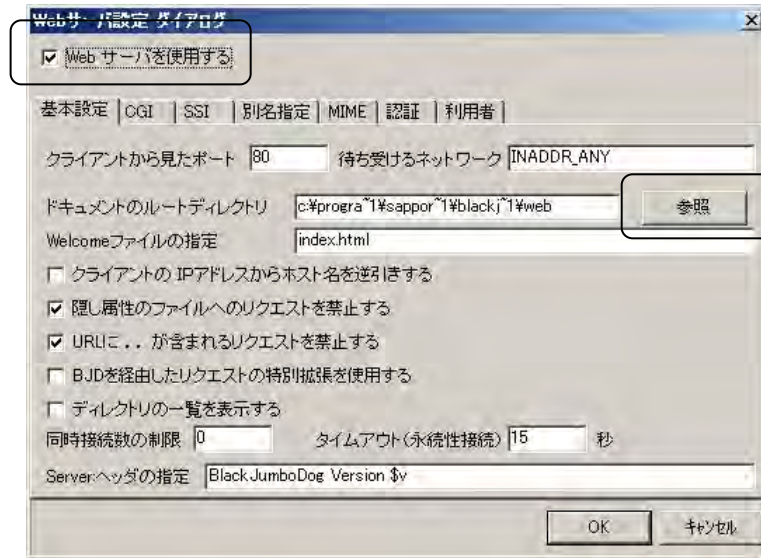 Webサーバ設定 ダイアログ
Web サーバを使用する
基本設定 CGI SSI 別名指定 MIME 認証 利用者
クライアントから見たポート 80 待ち受けるネットワーク INADDR_ANY
ドキュメントのルートディレクトリ c:¥progra~1¥sappor~1¥blackj~1¥web 参照
Welcomeファイルの指定 index.html
クライアントの IPアドレスからホスト名を逆引きする
隠し属性のファイルへのリクエストを禁止する
URLに.. が含まれるリクエストを禁止する
BJDを経由したリクエストの特別拡張を使用する
ディレクトリの一覧を表示する
同時接続数の制限 0 タイムアウト(永続性接続) 15 秒
Server:ヘッダの指定 BlackJumboDog Version $v
OK キャンセル